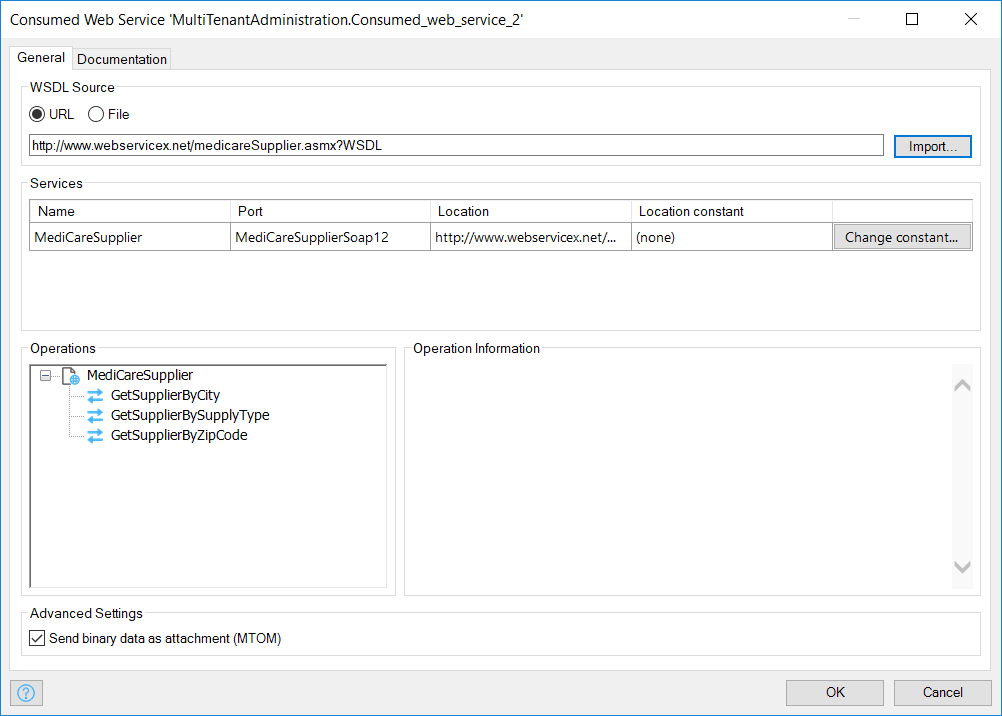 Consumed Web Service 'MultiTenantAdministration.Consumed_web_service_2'
General Documentation
WSDL Source
URL File
http://www.webservicex.net/medicareSupplier.asmx?WSDL Import...
Services
Name Port Location Location constant
MediCareSupplier MediCareSupplierSoap12 http://www.webservicex.net/... (none) Change constant...
Operations Operation Information
MediCareSupplier
GetSupplierByCity
GetSupplierBySupplyType
GetSupplierByZipCode
Advanced Settings
Send binary data as attachment (MTOM)
? OK Cancel